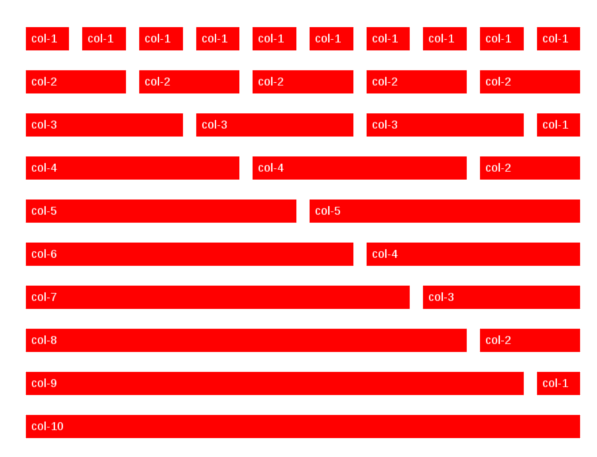 col-1 col-1 col-1 col-1 col-1 col-1 col-1 col-1 col-1 col-1
col-2 col-2 col-2 col-2 col-2
col-3 col-3 col-3 col-1
col-4 col-4 col-2
col-5 col-5
col-6 col-4
col-7 col-3
col-8 col-2
col-9 col-1
col-10